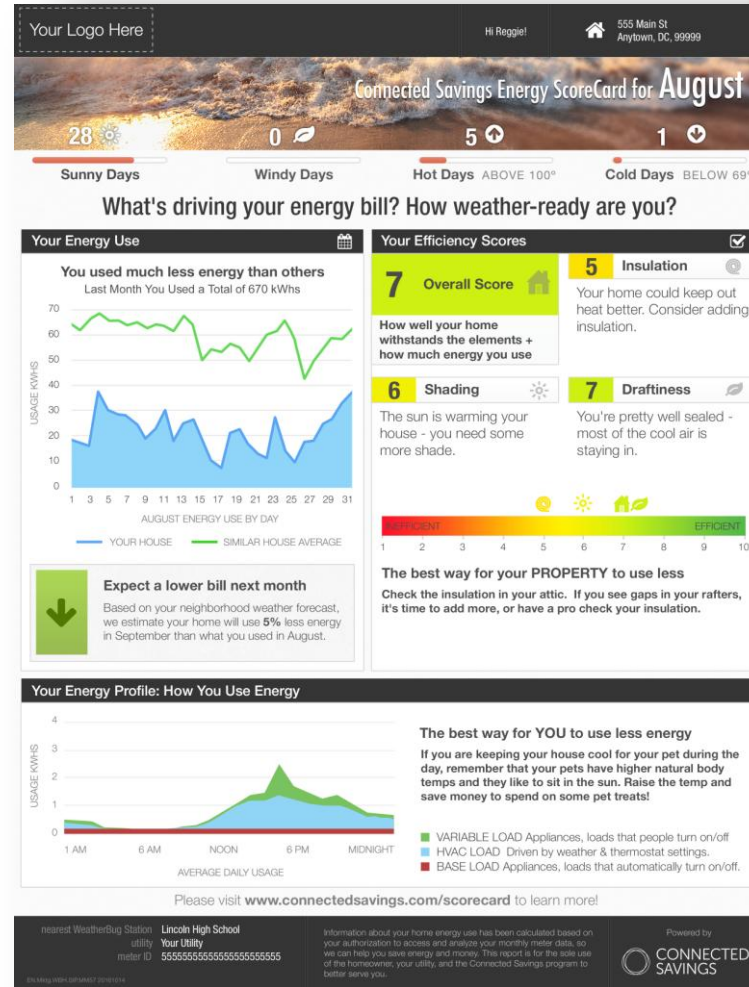 Your Logo Here
Hi Reggie!
555 Main St
Anytown, DC, 99999
Connected Savings Energy ScoreCard for August
28
0
5
1
Sunny Days
Windy Days
Hot Days ABOVE 100°
Cold Days BELOW 69°
What's driving your energy bill? How weather-ready are you?
Your Energy Use
You used much less energy than others
Last Month You Used a Total of 670 kWhs
70
60
50
40
30
20
10
0
USAGE KWHS
1 3 5 7 9 11 13 15 17 19 21 23 25 27 29 31
AUGUST ENERGY USE BY DAY
YOUR HOUSE
SIMILAR HOUSE AVERAGE
Expect a lower bill next month
Based on your neighborhood weather forecast,
we estimate your home will use 5% less energy
in September than what you used in August.
Your Efficiency Scores
7 Overall Score
How well your home
withstands the elements +
how much energy you use
5 Insulation
Your home could keep out
heat better. Consider adding
insulation.
6 Shading
The sun is warming your
house - you need some
more shade.
7 Draftiness
You're pretty well sealed -
most of the cool air is
staying in.
INEFFICIENT
EFFICIENT
1 2 3 4 5 6 7 8 9 10
The best way for your PROPERTY to use less
Check the insulation in your attic. If you see gaps in your rafters,
it's time to add more, or have a pro check your insulation.
Your Energy Profile: How You Use Energy
4
3
2
1
0
USAGE KWHS
1 AM 6 AM NOON 6 PM MIDNIGHT
AVERAGE DAILY USAGE
The best way for YOU to use less energy
If you are keeping your house cool for your pet during the
day, remember that your pets have higher natural body
temps and they like to sit in the sun. Raise the temp and
save money to spend on some pet treats!
VARIABLE LOAD Appliances, loads that people turn on/off
HVAC LOAD Driven by weather & thermostat settings.
BASE LOAD Appliances, loads that automatically turn on/off.
Please visit www.connectedsavings.com/scorecard to learn more!
nearest WeatherBug Station Lincoln High School
utility Your Utility
meter ID 5555555555555555555555
Information about your home energy use has been calculated based on
your authorization to access and analyze your monthly meter data, so
we can help you save energy and money. This report is for the sole use
of the homeowner, your utility, and the Connected Savings program to
better serve you.
Powered by
CONNECTED
SAVINGS